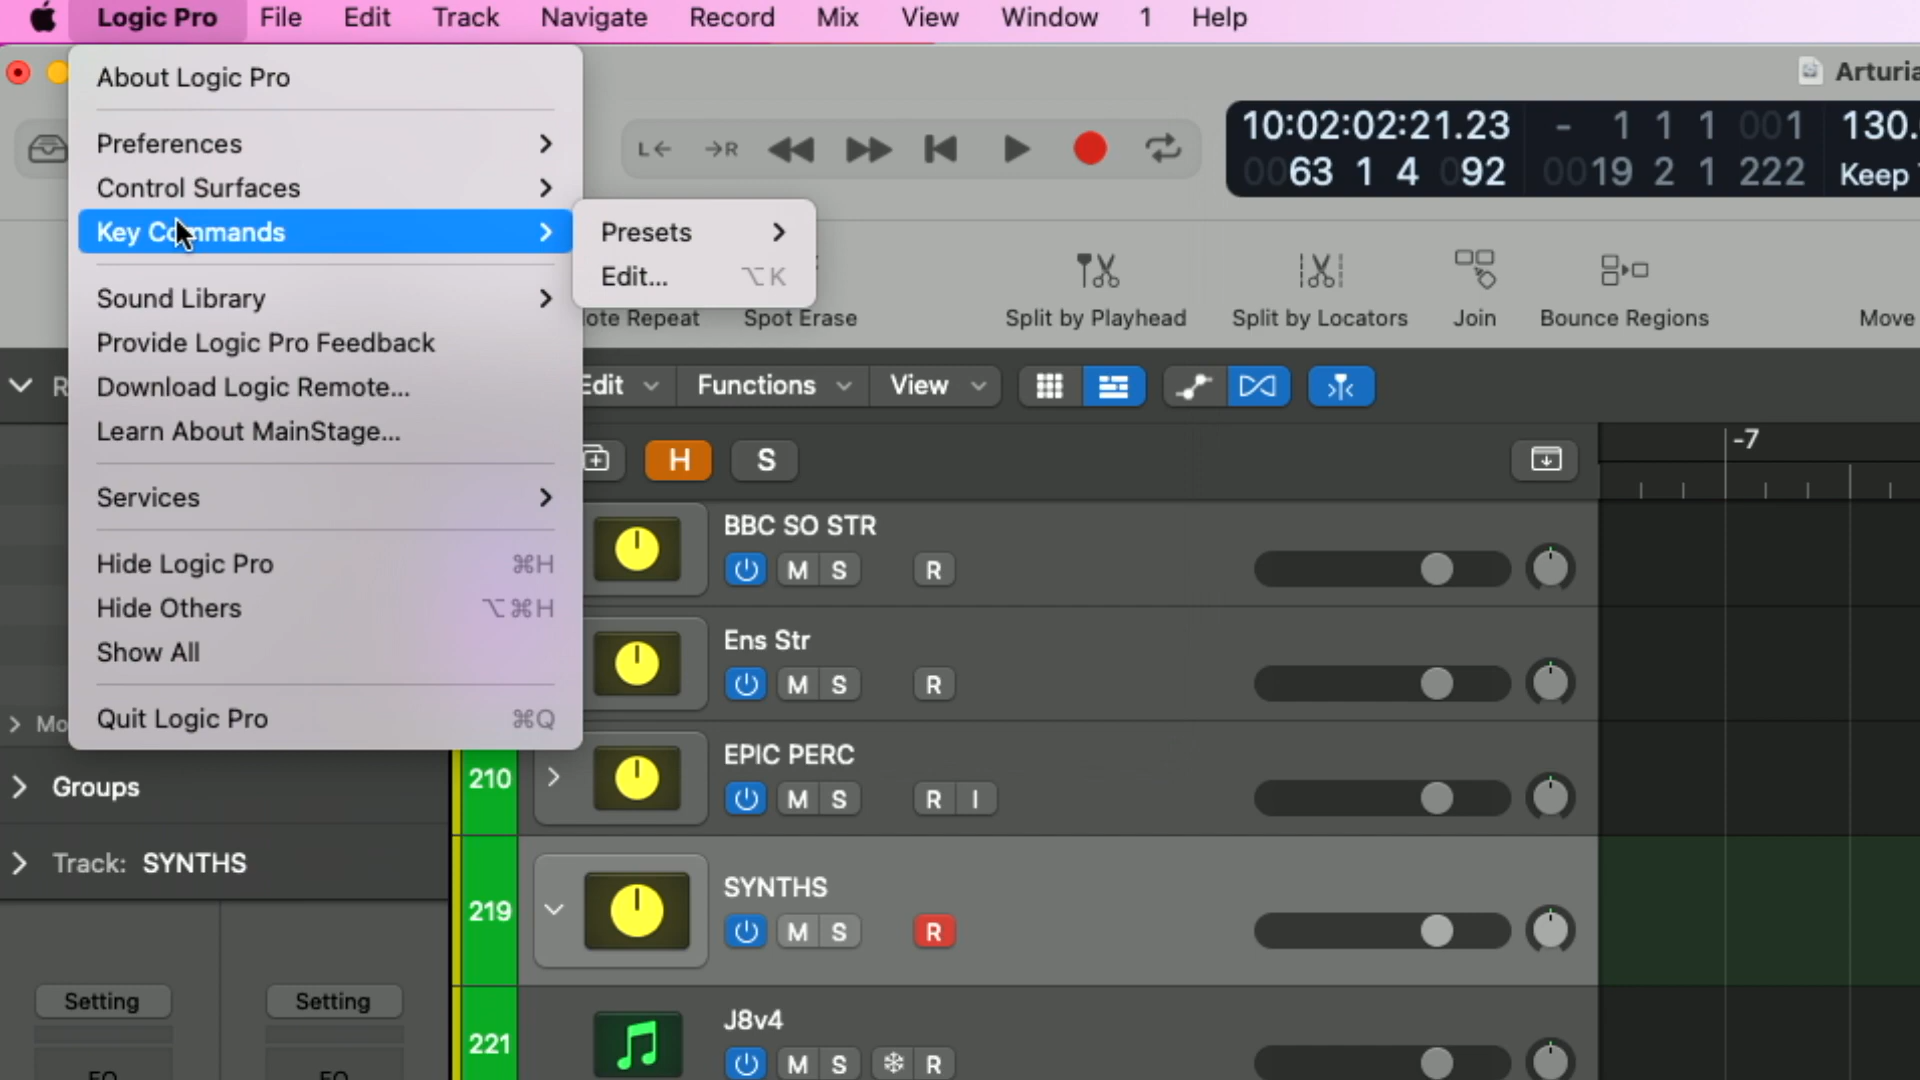 Logic Pro File Edit Track Navigate Record Mix View Window 1 Help
About Logic Pro
Preferences
Control Surfaces
Key Commands
Sound Library
Provide Logic Pro Feedback
Download Logic Remote...
Learn About MainStage...
Services
Hide Logic Pro ⌘H
Hide Others ⌥⌘H
Show All
Quit Logic Pro ⌘Q
Presets
Edit... ⌥K
Arturia
L← →R
10:02:02:21.23 - 1 1 1 001 130.
0063 1 4 092 0019 2 1 222 Keep
ote Repeat Spot Erase Split by Playhead Split by Locators Join Bounce Regions Move
R Edit Functions View
H S
-7
BBC SO STR
M S R
Ens Str
M S R
Mo
210 EPIC PERC
M S R I
Groups
Track: SYNTHS
219 SYNTHS
M S R
Setting Setting
EQ EQ
221 J8v4
M S R